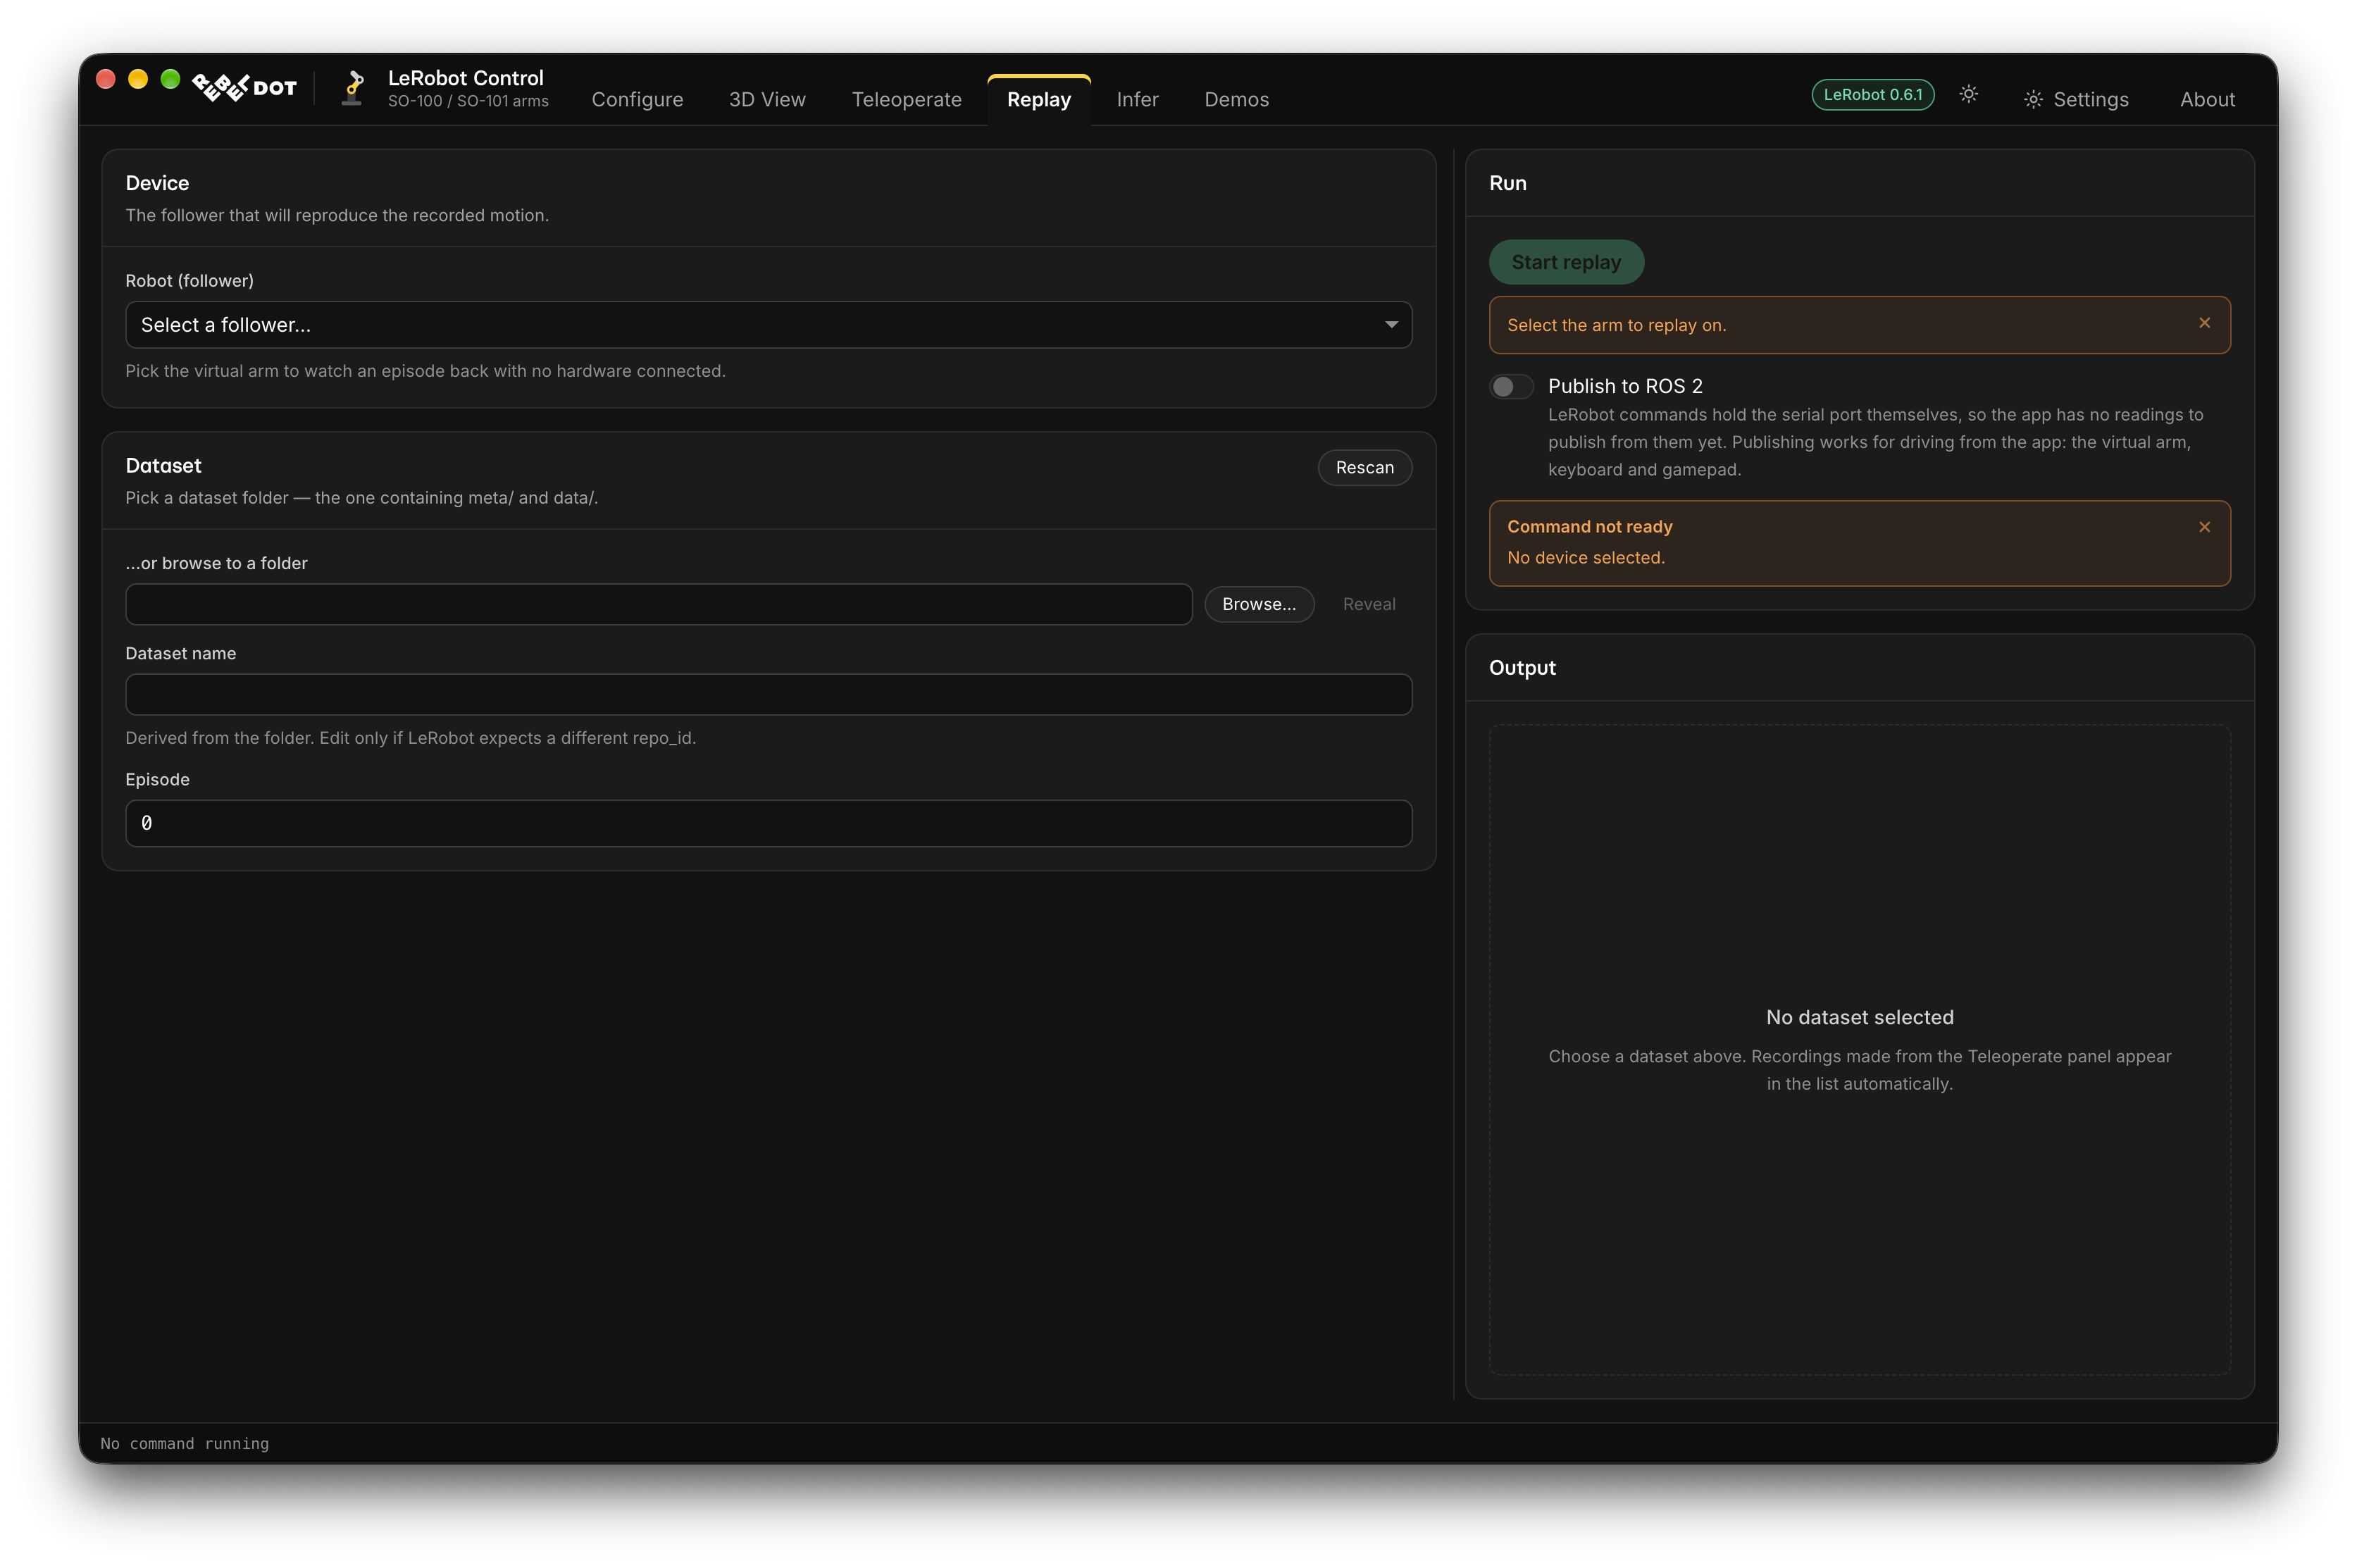 REBEL DOT
LeRobot Control
SO-100 / SO-101 arms
Configure
3D View
Teleoperate
Replay
Infer
Demos
LeRobot 0.6.1
Settings
About
Device
The follower that will reproduce the recorded motion.
Robot (follower)
Select a follower...
Pick the virtual arm to watch an episode back with no hardware connected.
Dataset
Rescan
Pick a dataset folder — the one containing meta/ and data/.
...or browse to a folder
Browse...
Reveal
Dataset name
Derived from the folder. Edit only if LeRobot expects a different repo_id.
Episode
0
Run
Start replay
Select the arm to replay on.
Publish to ROS 2
LeRobot commands hold the serial port themselves, so the app has no readings to
publish from them yet. Publishing works for driving from the app: the virtual arm,
keyboard and gamepad.
Command not ready
No device selected.
Output
No dataset selected
Choose a dataset above. Recordings made from the Teleoperate panel appear
in the list automatically.
No command running